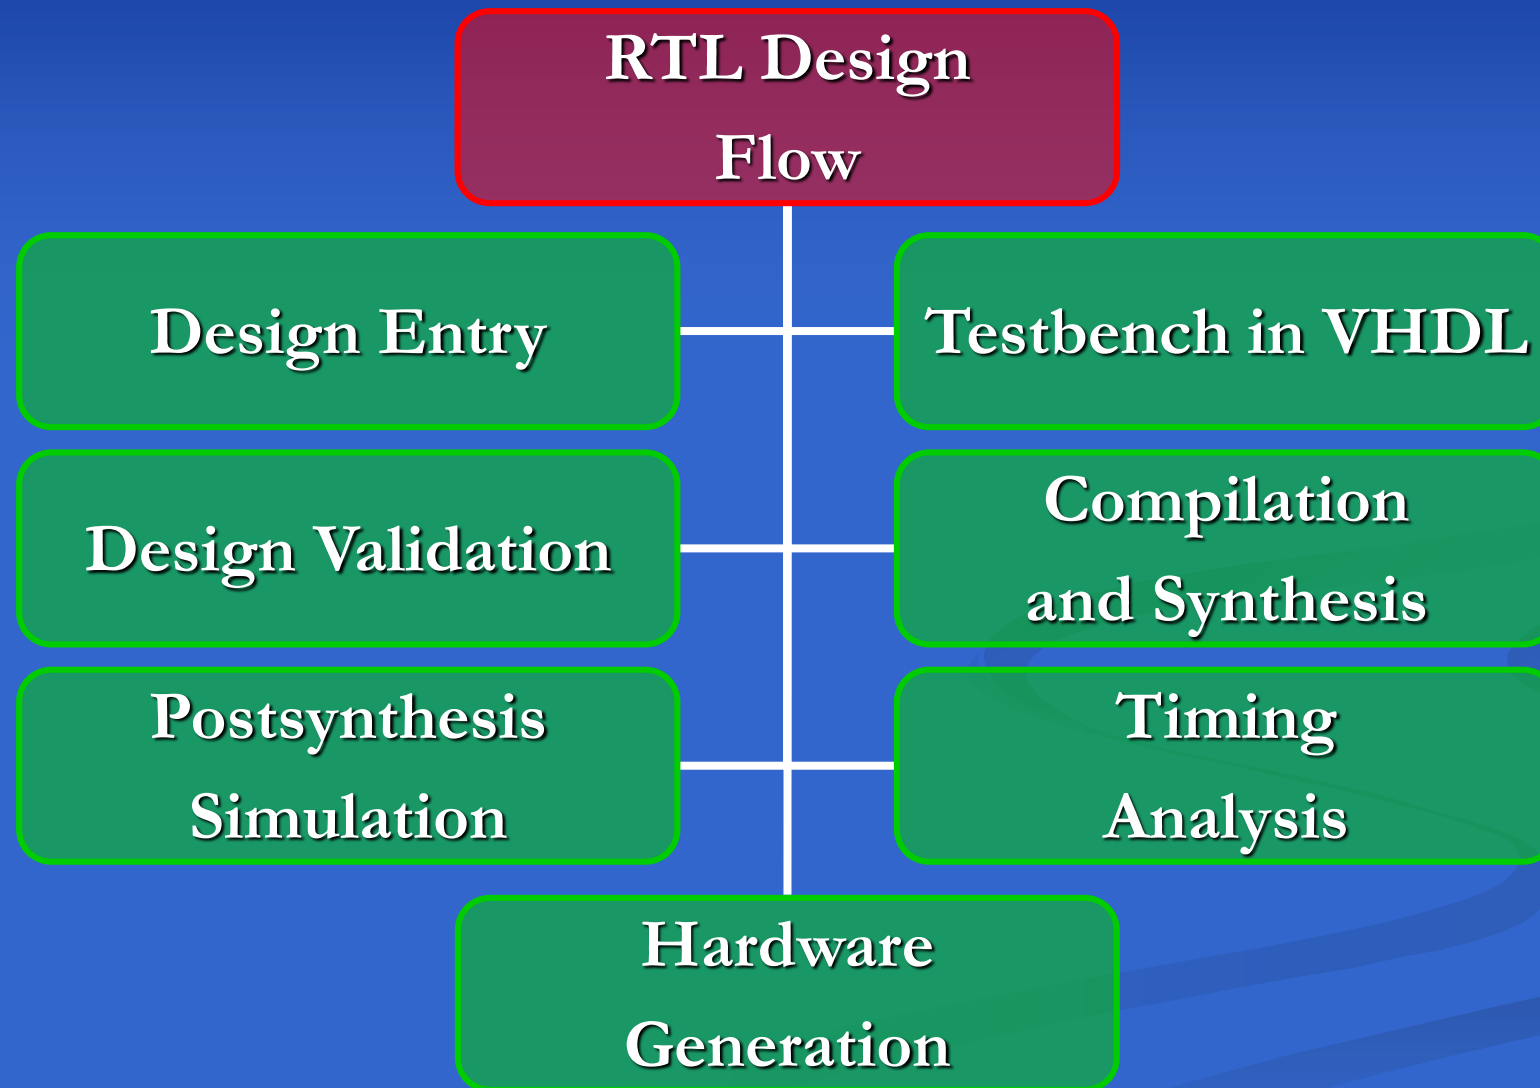 RTL Design
Flow
Design Entry
Testbench in VHDL
Design Validation
Compilation
and Synthesis
Postsynthesis
Simulation
Timing
Analysis
Hardware
Generation